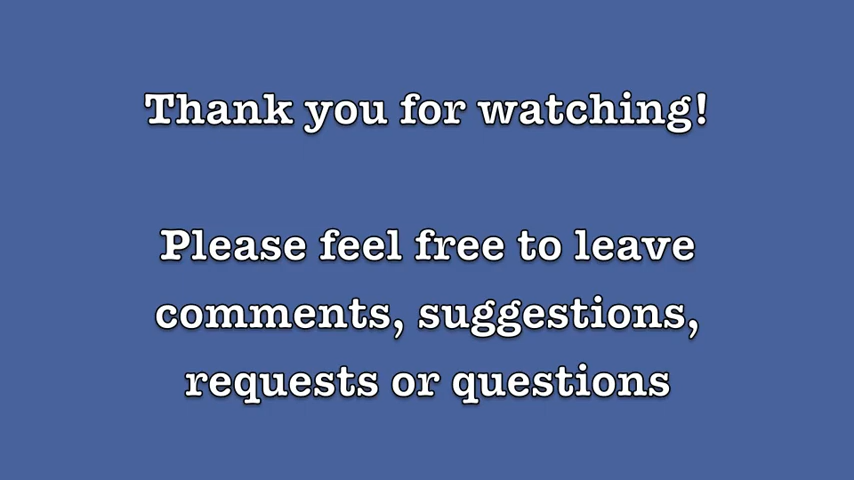 Thank you for watching!
Please feel free to leave
comments, suggestions,
requests or questions